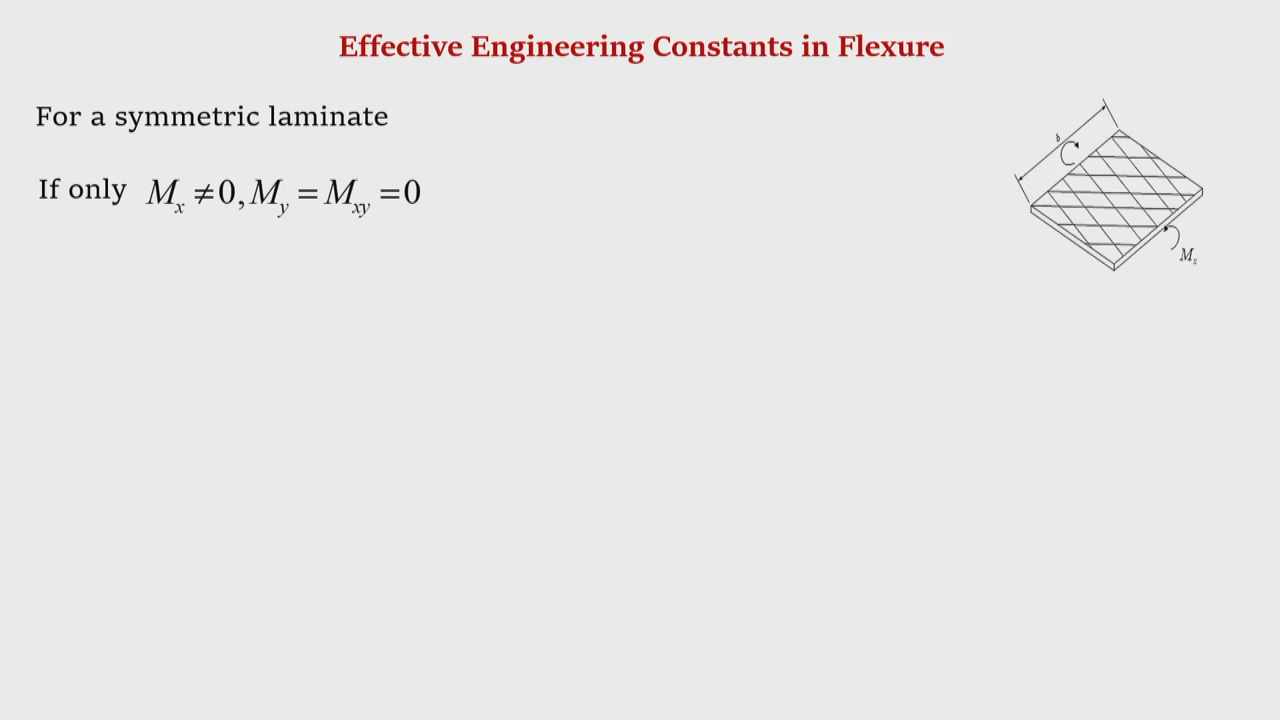 Effective Engineering Constants in Flexure
For a symmetric laminate
If only M_x ≠ 0, M_y = M_xy = 0
b
M_x